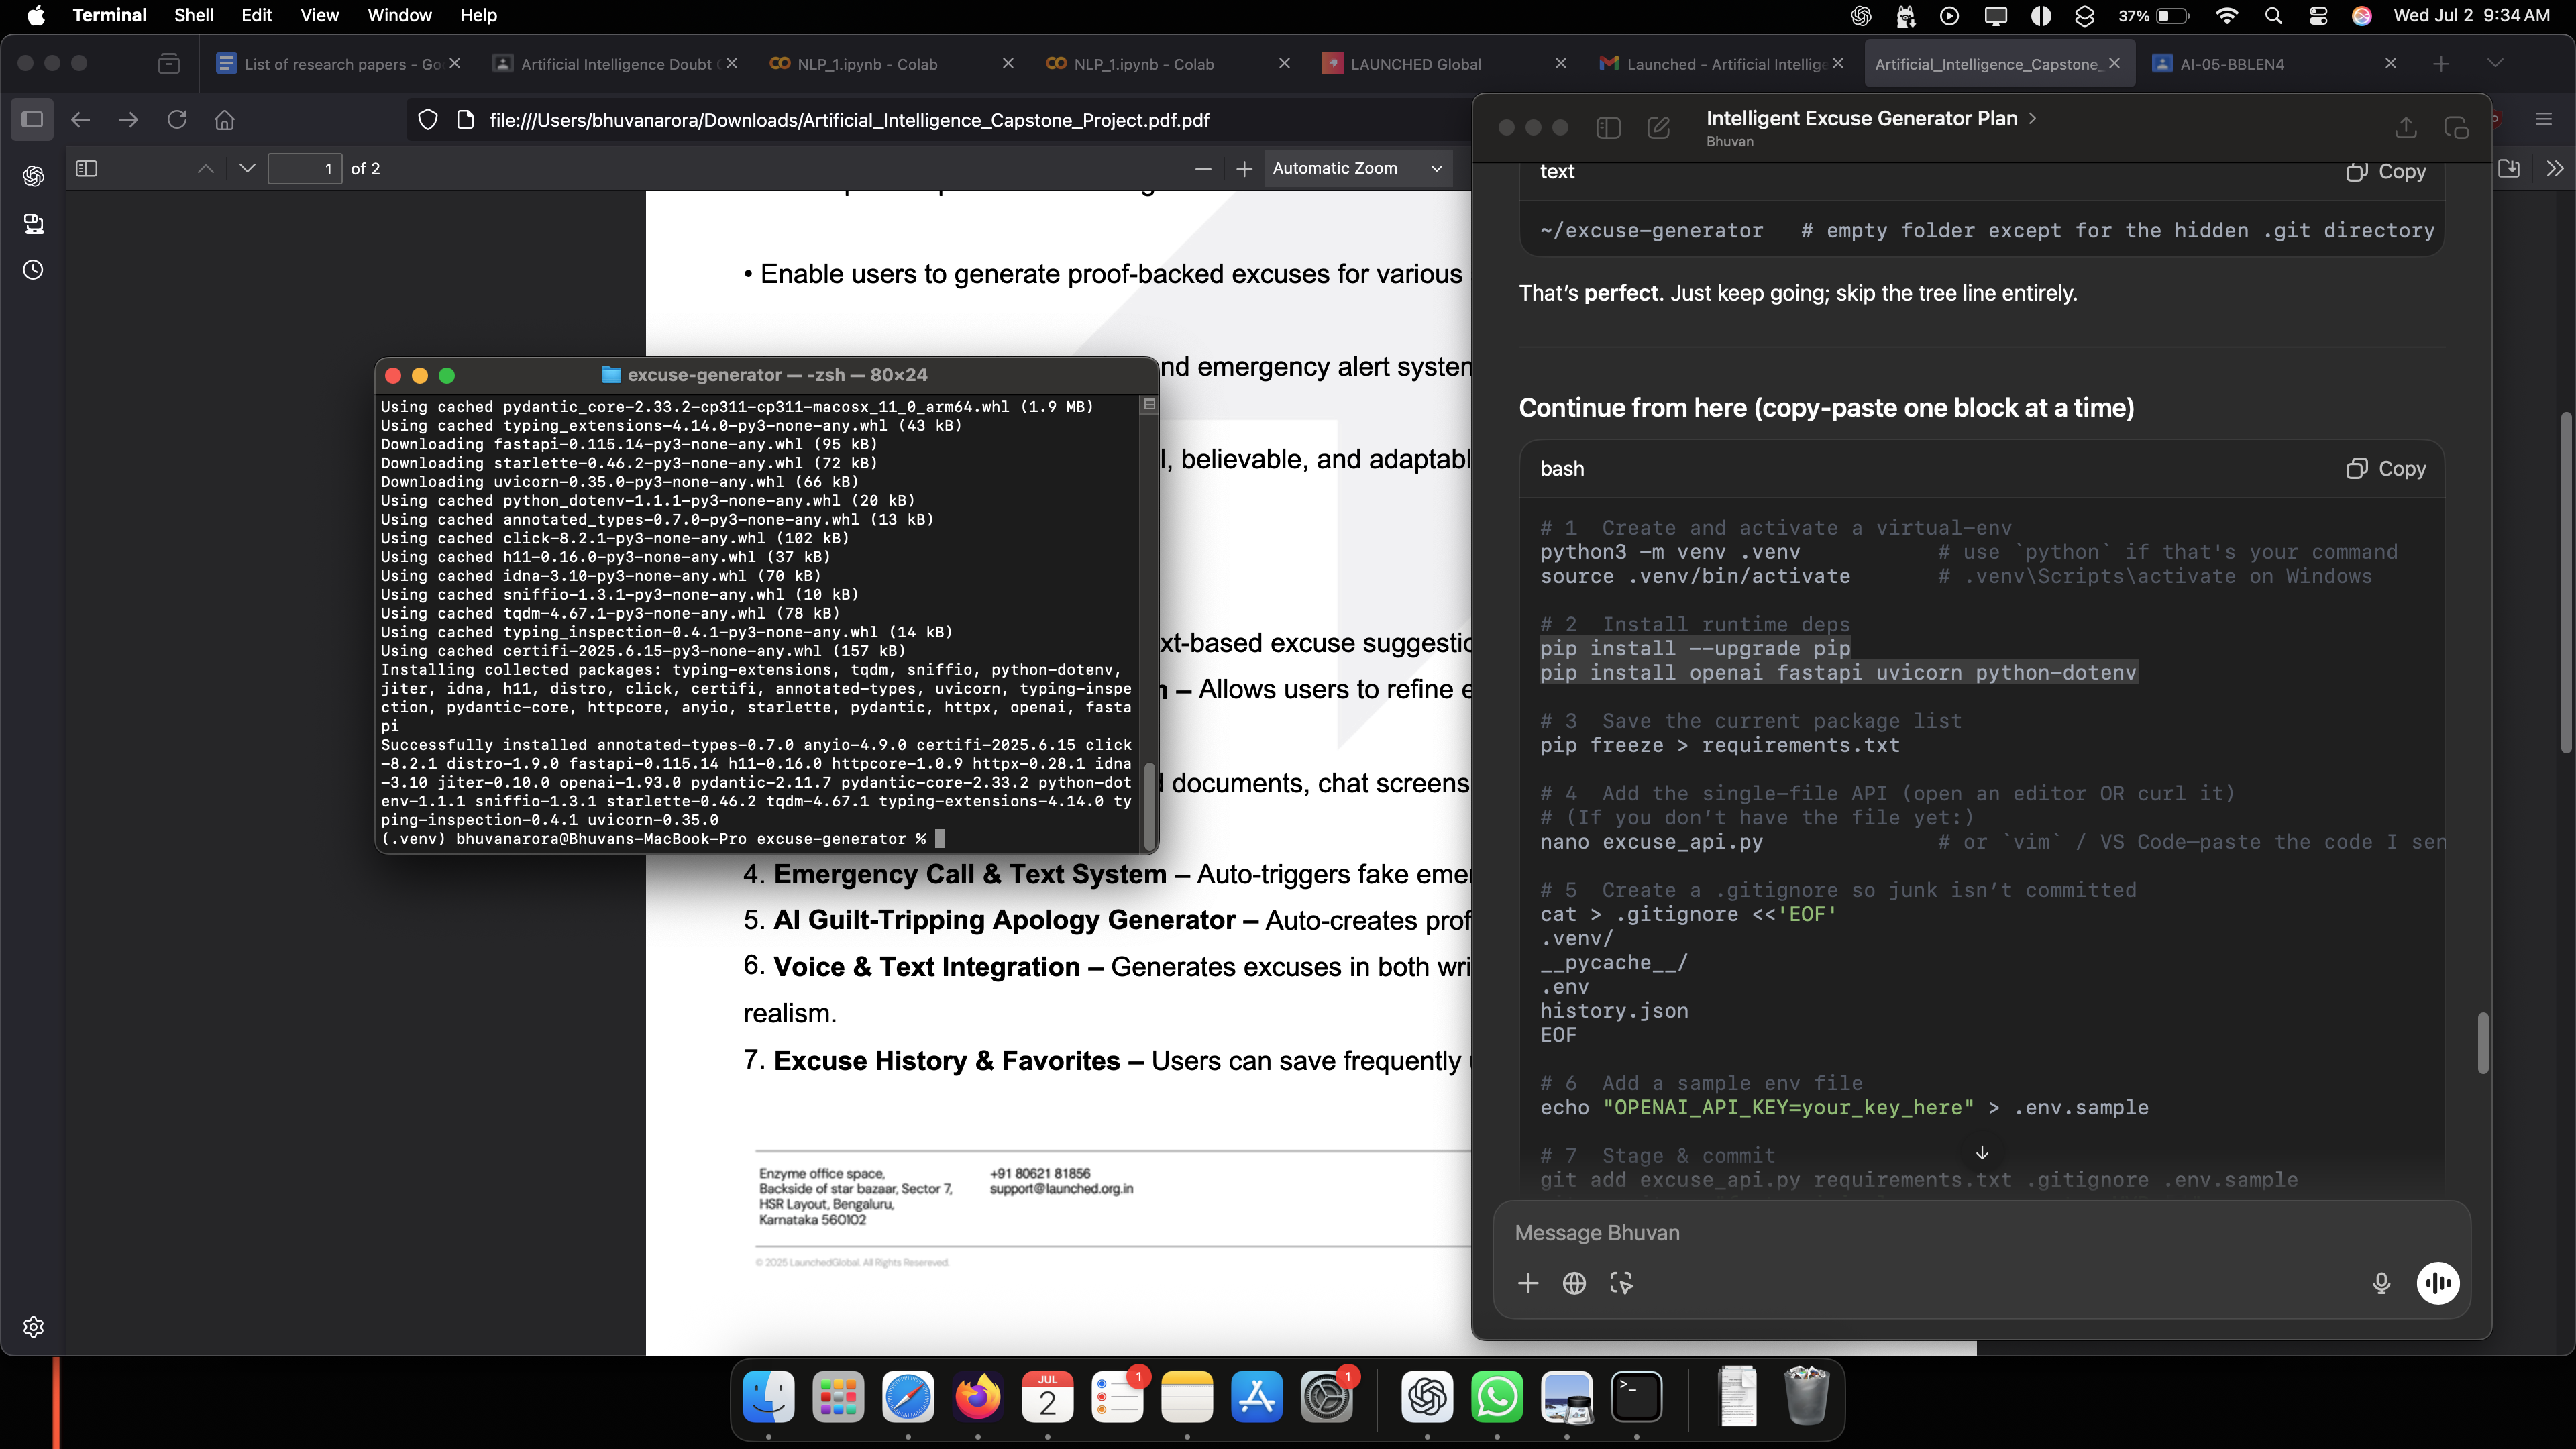 Terminal Shell Edit View Window Help
37% Wed Jul 2 9:34 AM
List of research papers - Go
Artificial Intelligence Doubt
NLP_1.ipynb - Colab
NLP_1.ipynb - Colab
LAUNCHED Global
Launched - Artificial Intellige
Artificial_Intelligence_Capstone_
AI-05-BBLEN4
file:///Users/bhuvanarora/Downloads/Artificial_Intelligence_Capstone_Project.pdf.pdf
1 of 2
Automatic Zoom
• Enable users to generate proof-backed excuses for various
nd emergency alert system
l, believable, and adaptabl
xt-based excuse suggestic
n – Allows users to refine e
documents, chat screens
4. Emergency Call & Text System – Auto-triggers fake eme
5. AI Guilt-Tripping Apology Generator – Auto-creates prof
6. Voice & Text Integration – Generates excuses in both wri
realism.
7. Excuse History & Favorites – Users can save frequently
Enzyme office space,
Backside of star bazaar, Sector 7,
HSR Layout, Bengaluru,
Karnataka 560102
+91 80621 81856
support@launched.org.in
© 2025 LaunchedGlobal. All Rights Resereved.
excuse-generator — -zsh — 80×24
Using cached pydantic_core-2.33.2-cp311-cp311-macosx_11_0_arm64.whl (1.9 MB)
Using cached typing_extensions-4.14.0-py3-none-any.whl (43 kB)
Downloading fastapi-0.115.14-py3-none-any.whl (95 kB)
Downloading starlette-0.46.2-py3-none-any.whl (72 kB)
Downloading uvicorn-0.35.0-py3-none-any.whl (66 kB)
Using cached python_dotenv-1.1.1-py3-none-any.whl (20 kB)
Using cached annotated_types-0.7.0-py3-none-any.whl (13 kB)
Using cached click-8.2.1-py3-none-any.whl (102 kB)
Using cached h11-0.16.0-py3-none-any.whl (37 kB)
Using cached idna-3.10-py3-none-any.whl (70 kB)
Using cached sniffio-1.3.1-py3-none-any.whl (10 kB)
Using cached tqdm-4.67.1-py3-none-any.whl (78 kB)
Using cached typing_inspection-0.4.1-py3-none-any.whl (14 kB)
Using cached certifi-2025.6.15-py3-none-any.whl (157 kB)
Installing collected packages: typing-extensions, tqdm, sniffio, python-dotenv,
jiter, idna, h11, distro, click, certifi, annotated-types, uvicorn, typing-inspe
ction, pydantic-core, httpcore, anyio, starlette, pydantic, httpx, openai, fasta
pi
Successfully installed annotated-types-0.7.0 anyio-4.9.0 certifi-2025.6.15 click
-8.2.1 distro-1.9.0 fastapi-0.115.14 h11-0.16.0 httpcore-1.0.9 httpx-0.28.1 idna
-3.10 jiter-0.10.0 openai-1.93.0 pydantic-2.11.7 pydantic-core-2.33.2 python-dot
env-1.1.1 sniffio-1.3.1 starlette-0.46.2 tqdm-4.67.1 typing-extensions-4.14.0 ty
ping-inspection-0.4.1 uvicorn-0.35.0
(.venv) bhuvanarora@Bhuvans-MacBook-Pro excuse-generator %
Intelligent Excuse Generator Plan
Bhuvan
text Copy
~/excuse-generator # empty folder except for the hidden .git directory
That's perfect. Just keep going; skip the tree line entirely.
Continue from here (copy-paste one block at a time)
bash Copy
# 1 Create and activate a virtual-env
python3 -m venv .venv # use `python` if that's your command
source .venv/bin/activate # .venv\Scripts\activate on Windows
# 2 Install runtime deps
pip install --upgrade pip
pip install openai fastapi uvicorn python-dotenv
# 3 Save the current package list
pip freeze > requirements.txt
# 4 Add the single-file API (open an editor OR curl it)
# (If you don’t have the file yet:)
nano excuse_api.py # or `vim` / VS Code—paste the code I sen
# 5 Create a .gitignore so junk isn’t committed
cat > .gitignore <<'EOF'
.venv/
__pycache__/
.env
history.json
EOF
# 6 Add a sample env file
echo "OPENAI_API_KEY=your_key_here" > .env.sample
# 7 Stage & commit
git add excuse_api.py requirements.txt .gitignore .env.sample
Message Bhuvan
JUL
2
1
1